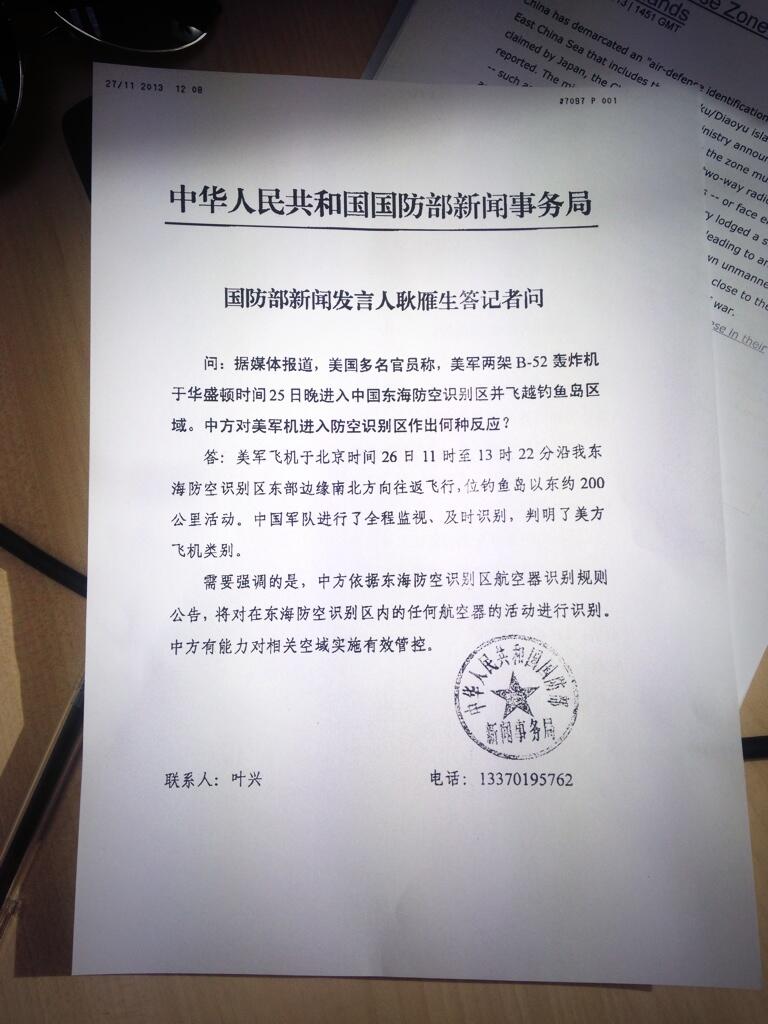 27/11 2013 12 08
#7097 P 001
中华人民共和国国防部新闻事务局
国防部新闻发言人耿雁生答记者问
问：据媒体报道，美国多名官员称，美军两架 B-52 轰炸机
于华盛顿时间 25 日晚进入中国东海防空识别区并飞越钓鱼岛区
域。中方对美军机进入防空识别区作出何种反应？
答：美军飞机于北京时间 26 日 11 时至 13 时 22 分沿我东
海防空识别区东部边缘南北方向往返飞行，位钓鱼岛以东约 200
公里活动。中国军队进行了全程监视、及时识别，判明了美方
飞机类别。
需要强调的是，中方依据东海防空识别区航空器识别规则
公告，将对在东海防空识别区内的任何航空器的活动进行识别。
中方有能力对相关空域实施有效管控。
中华人民共和国国防部
新闻事务局
联系人：叶兴
电话：13370195762
se Zone
nds
13 | 1451 GMT
China has demarcated an "air-defence identification
East China Sea that includes the
ku/Diaoyu isla
claimed by Japan, the
reported. The
nistry annou
-- such
the zone mu
two-way radi
-- or face
ry lodged a s
leading to an
wn unmanne
close to the
war.
se in their